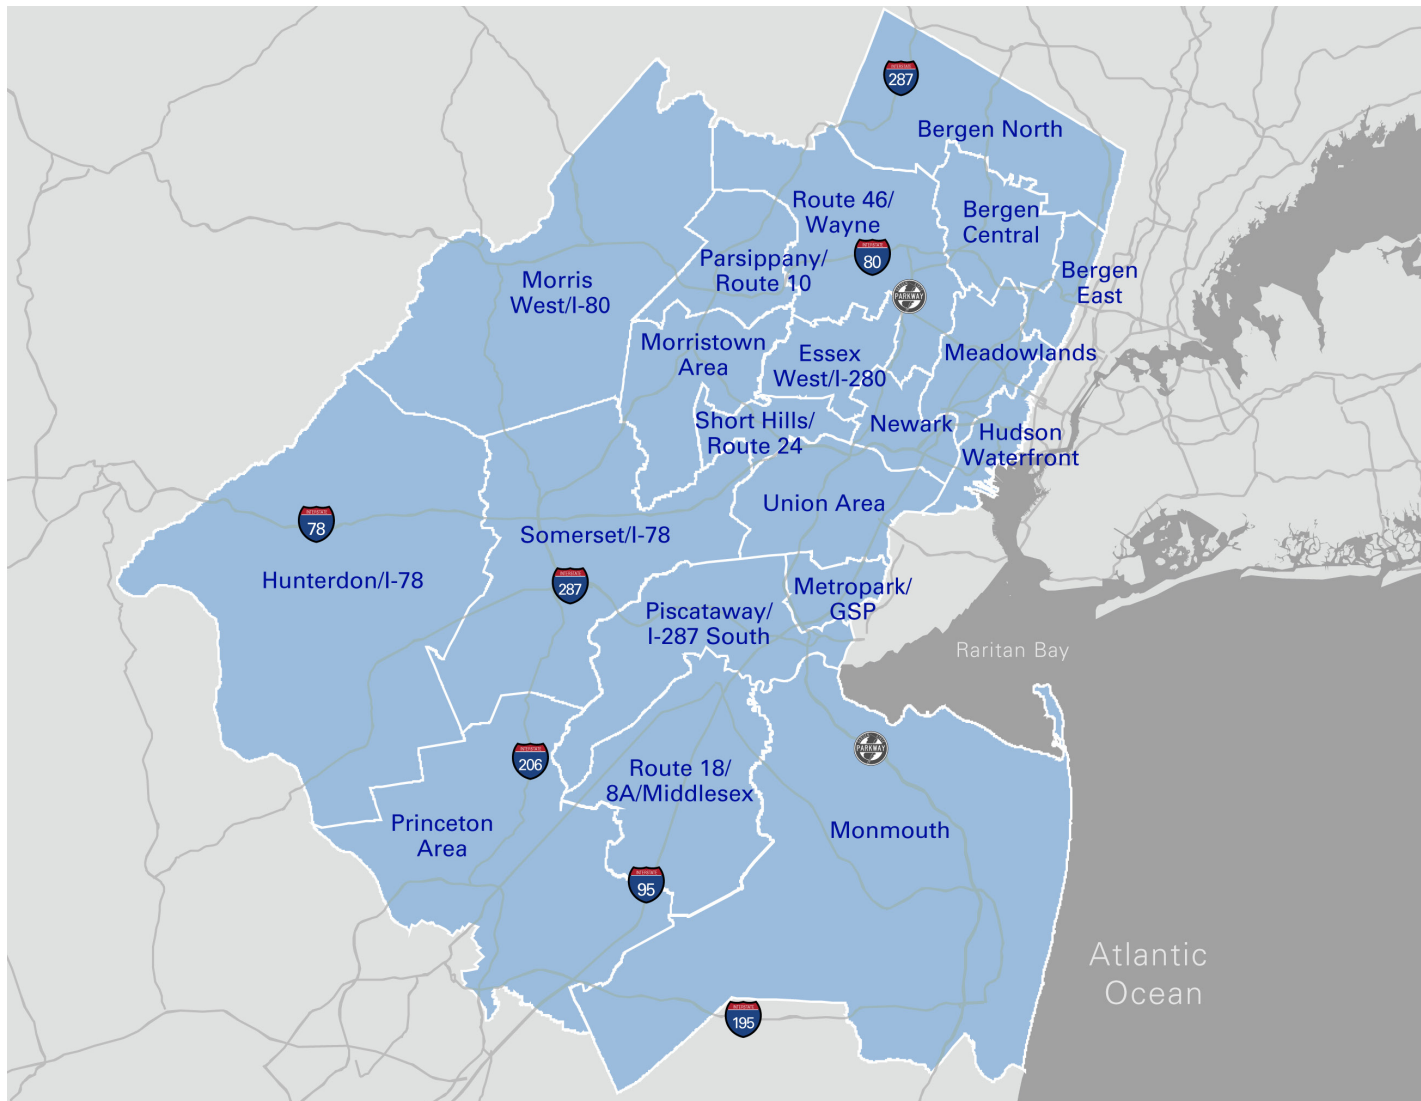 287
Bergen North
Route 46/
Wayne
Bergen
Central
80
Parsippany/
Route 10
Bergen
East
Morris
West/I-80
PARKWAY
Morristown
Area
Essex
West/I-280
Meadowlands
Short Hills/
Route 24
Newark
Hudson
Waterfront
Union Area
78
Somerset/I-78
Hunterdon/I-78
287
Metropark/
GSP
Piscataway/
I-287 South
Raritan Bay
206
PARKWAY
Route 18/
8A/Middlesex
Princeton
Area
Monmouth
95
Atlantic
Ocean
195